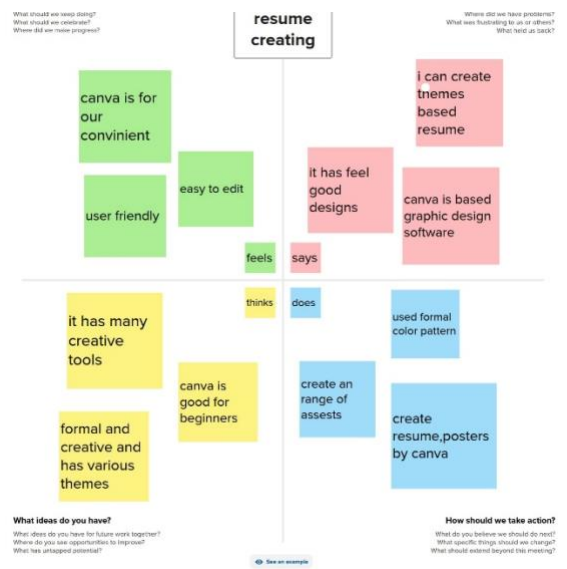 What should we keep doing?
What should we celebrate?
Where did we make progress?
resume
creating
Where did we have problems?
What was frustrating to us or others?
What held us back?
canva is for
our
convinient
easy to edit
user friendly
feels
i can create
themes
based
resume
it has feel
good
designs
canva is based
graphic design
software
says
thinks
it has many
creative
tools
canva is
good for
beginners
formal and
creative and
has various
themes
does
used formal
color pattern
create an
range of
assests
create
resume,posters
by canva
What ideas do you have?
What ideas do you have for future work together?
Where do you see opportunities to improve?
What has untapped potential?
How should we take action?
What do you believe we should do next?
What specific things should we change?
What should extend beyond this meeting?
See an example